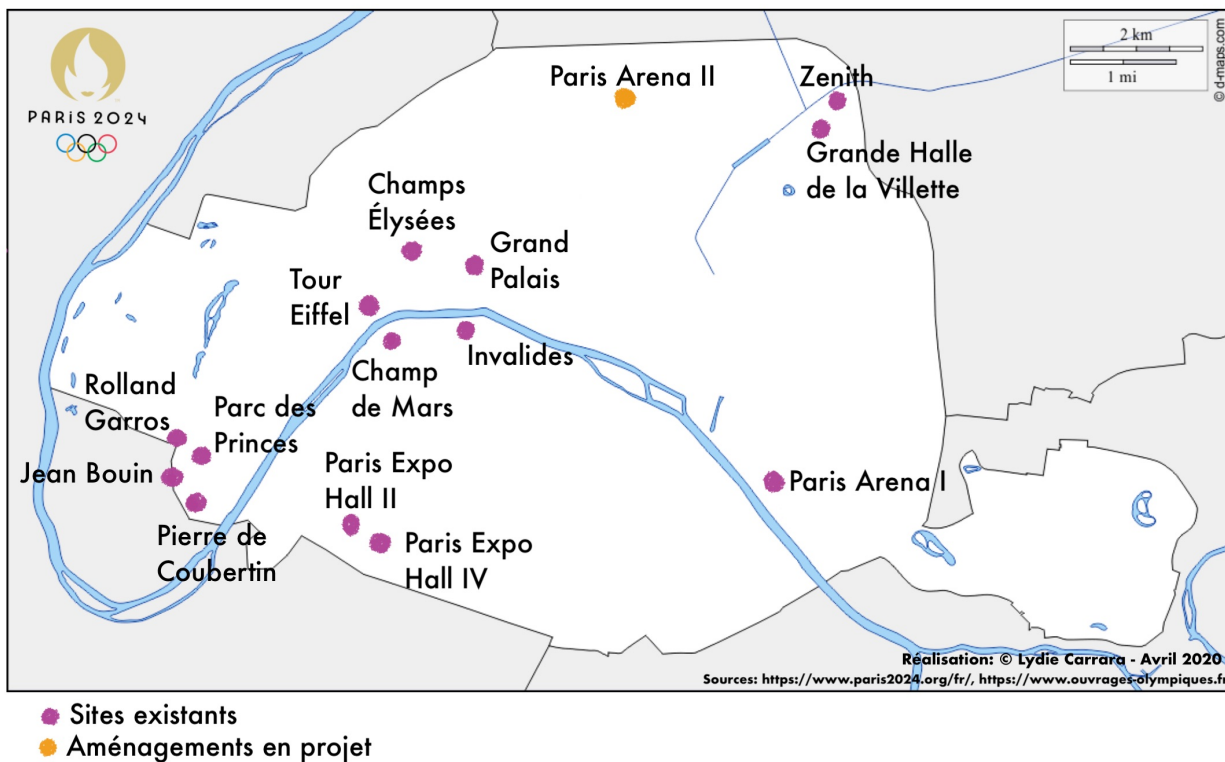 PARIS 2024
2 km
1 mi
© d-maps.com
Paris Arena II
Zenith
Grande Halle
de la Villette
Champs
Élysées
Grand
Palais
Tour
Eiffel
Invalides
Champ
de Mars
Rolland
Garros
Parc des
Princes
Jean Bouin
Pierre de
Coubertin
Paris Expo
Hall II
Paris Expo
Hall IV
Paris Arena I
Réalisation: © Lydie Carrara - Avril 2020
Sources: https://www.paris2024.org/fr/, https://www.ouvrages-olympiques.fr
Sites existants
Aménagements en projet